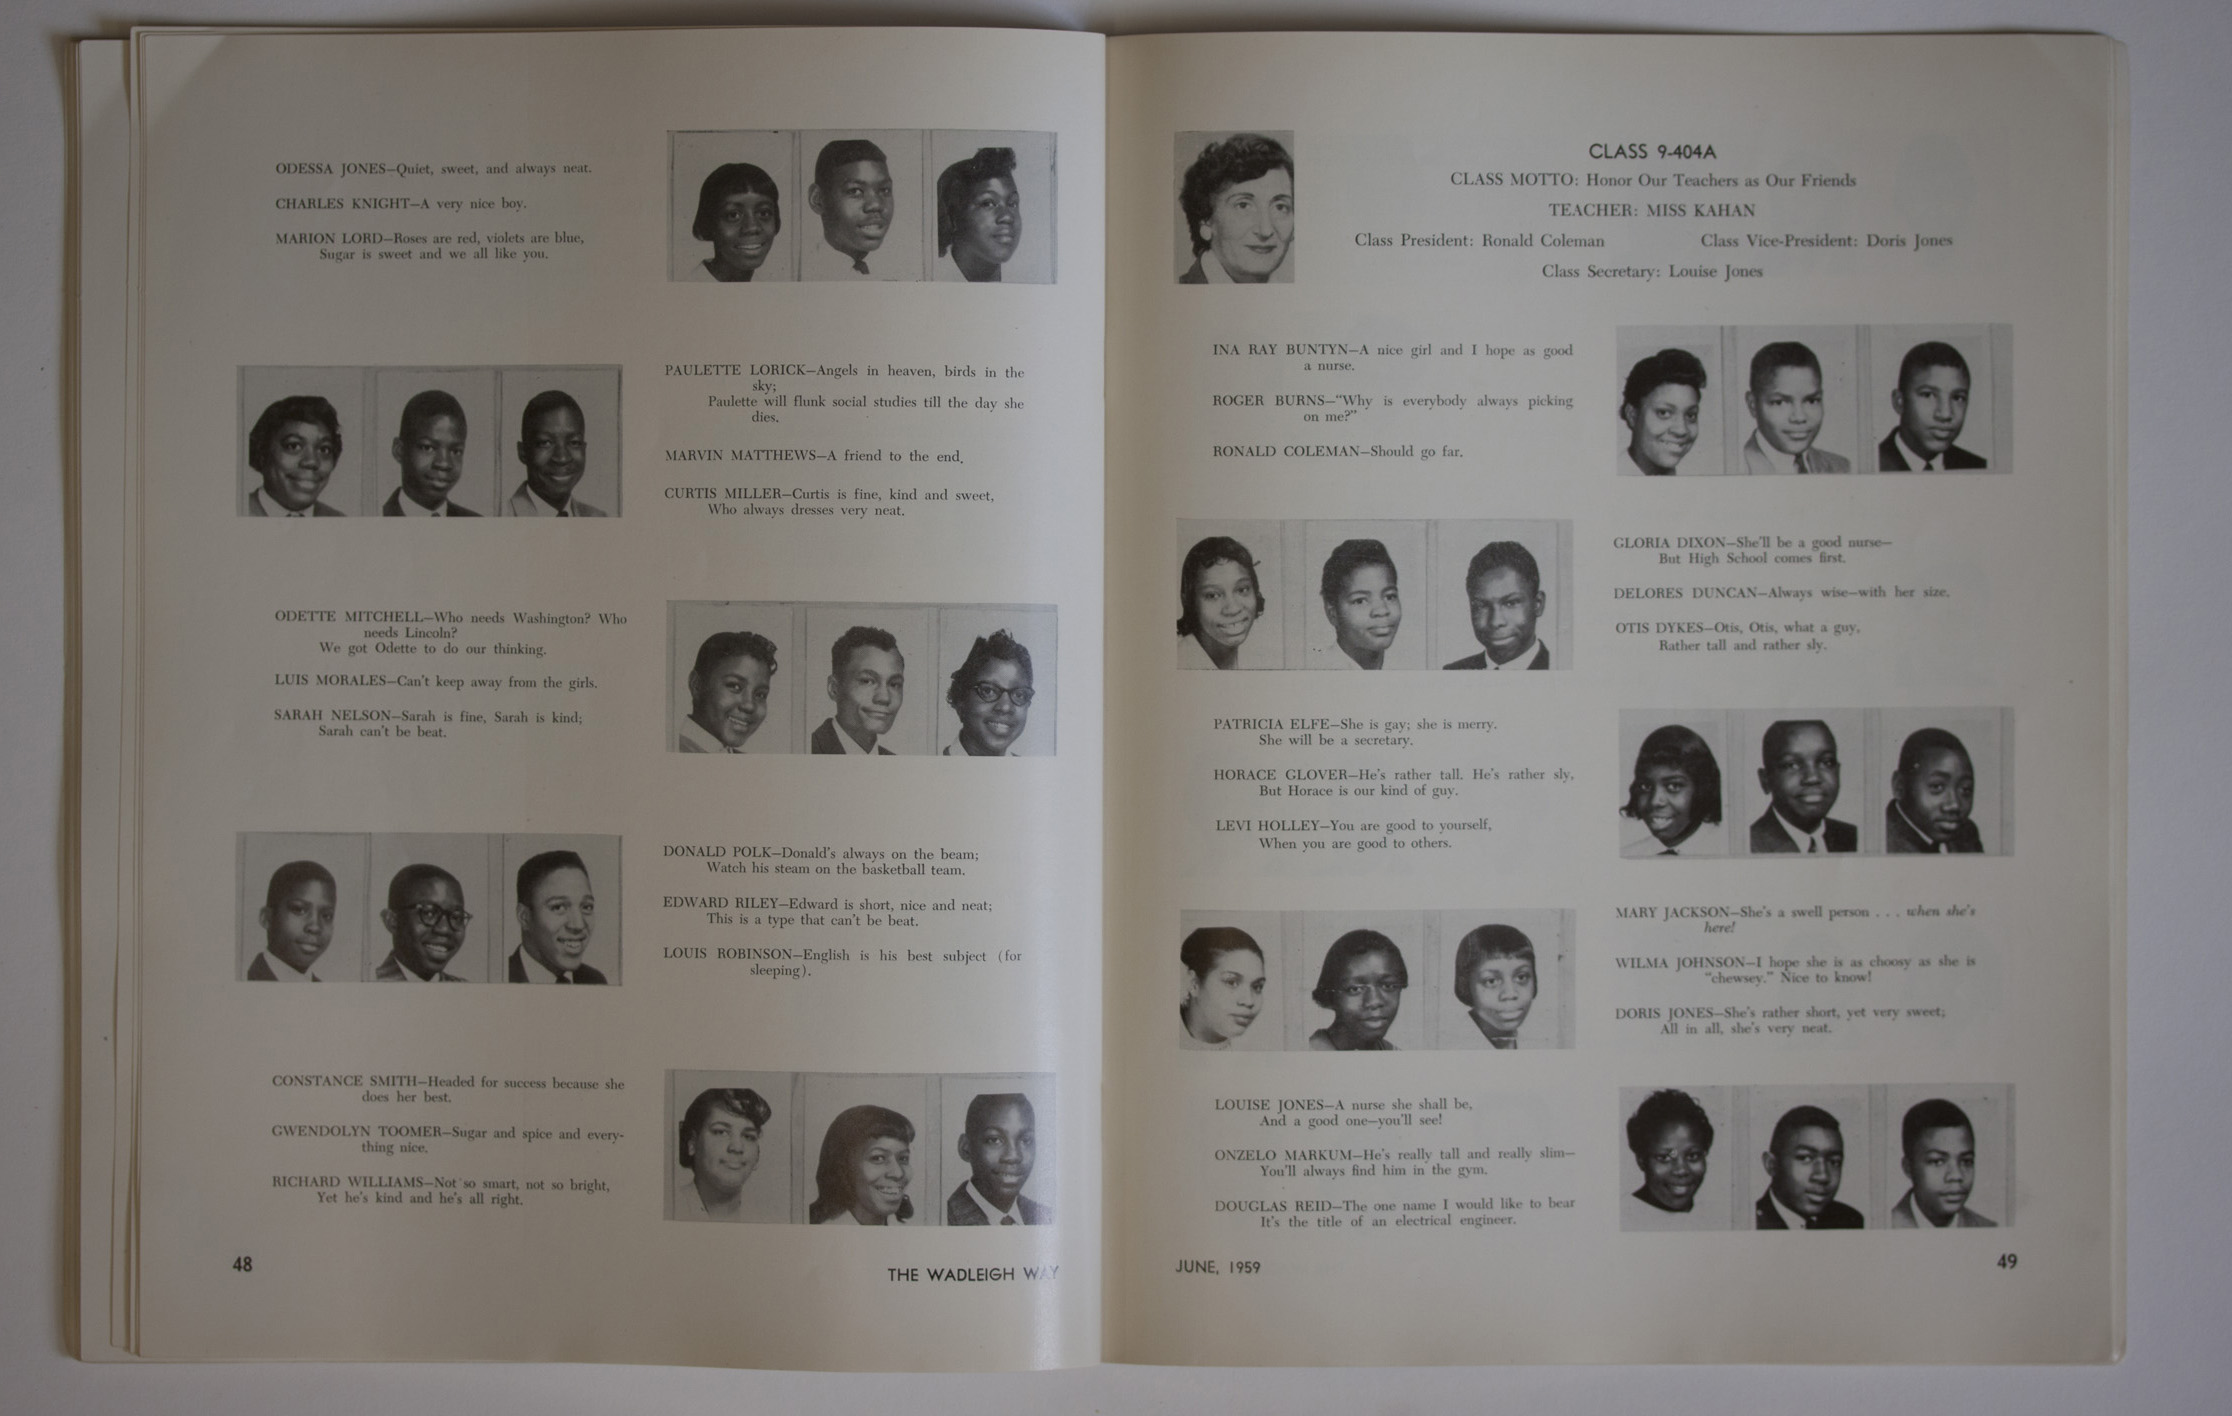 ODESSA JONES—Quiet, sweet, and always neat.
CHARLES KNIGHT—A very nice boy.
MARION LORD—Roses are red, violets are blue,
Sugar is sweet and we all like you.
PAULETTE LORICK—Angels in heaven, birds in the
sky;
Paulette will flunk social studies till the day she
dies.
MARVIN MATTHEWS—A friend to the end.
CURTIS MILLER—Curtis is fine, kind and sweet,
Who always dresses very neat.
ODETTE MITCHELL—Who needs Washington? Who
needs Lincoln?
We got Odette to do our thinking.
LUIS MORALES—Can't keep away from the girls.
SARAH NELSON—Sarah is fine, Sarah is kind;
Sarah can't be beat.
DONALD POLK—Donald's always on the beam;
Watch his steam on the basketball team.
EDWARD RILEY—Edward is short, nice and neat;
This is a type that can't be beat.
LOUIS ROBINSON—English is his best subject (for
sleeping).
CONSTANCE SMITH—Headed for success because she
does her best.
GWENDOLYN TOOMER—Sugar and spice and every-
thing nice.
RICHARD WILLIAMS—Not so smart, not so bright,
Yet he's kind and he's all right.
48
THE WADLEIGH WAY
CLASS 9-404A
CLASS MOTTO: Honor Our Teachers as Our Friends
TEACHER: MISS KAHAN
Class President: Ronald Coleman Class Vice-President: Doris Jones
Class Secretary: Louise Jones
INA RAY BUNTYN—A nice girl and I hope as good
a nurse.
ROGER BURNS—"Why is everybody always picking
on me?"
RONALD COLEMAN—Should go far.
GLORIA DIXON—She'll be a good nurse—
But High School comes first.
DELORES DUNCAN—Always wise—with her size.
OTIS DYKES—Otis, Otis, what a guy,
Rather tall and rather sly.
PATRICIA ELFE—She is gay; she is merry.
She will be a secretary.
HORACE GLOVER—He's rather tall. He's rather sly,
But Horace is our kind of guy.
LEVI HOLLEY—You are good to yourself,
When you are good to others.
MARY JACKSON—She's a swell person . . . when she's
here!
WILMA JOHNSON—I hope she is as choosy as she is
"chewsey." Nice to know!
DORIS JONES—She's rather short, yet very sweet;
All in all, she's very neat.
LOUISE JONES—A nurse she shall be,
And a good one—you'll see!
ONZELO MARKUM—He's really tall and really slim—
You'll always find him in the gym.
DOUGLAS REID—The one name I would like to bear
It's the title of an electrical engineer.
JUNE, 1959
49